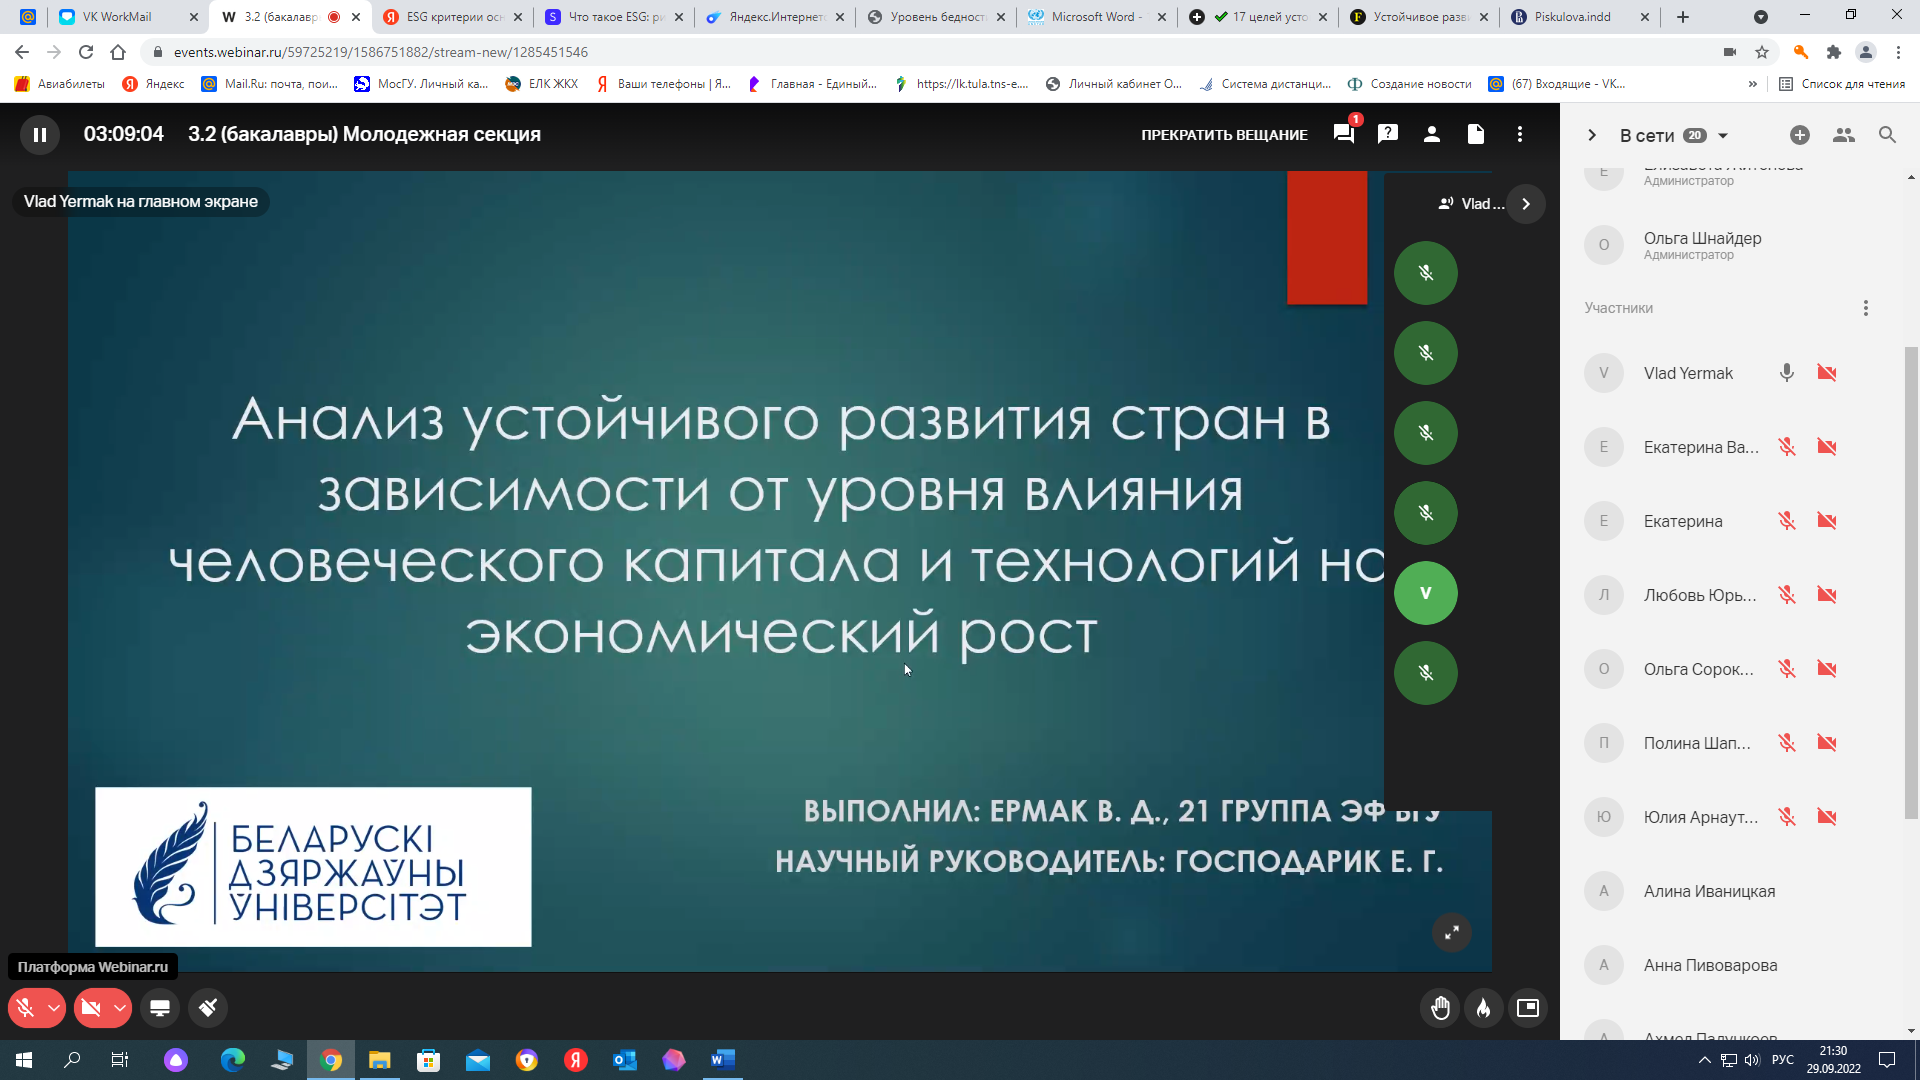 VK WorkMail
3.2 (бакалавр
ESG критерии осн
Что такое ESG: ри
Яндекс.Интернет
Уровень беднос
Microsoft Word -
17 целей усто
Устойчивое разв
Piskulova.indd
events.webinar.ru/59725219/1586751882/stream-new/1285451546
Авиабилеты
Яндекс
Mail.Ru: почта, пои...
МосГУ. Личный ка...
ЕЛК ЖКХ
Ваши телефоны | Я...
Главная - Единый...
https://lk.tula.tns-e....
Личный кабинет О...
Система дистанци...
Создание новости
(67) Входящие - VK...
»
Список для чтения
03:09:04
3.2 (бакалавры) Молодежная секция
ПРЕКРАТИТЬ ВЕЩАНИЕ
1
В сети 20
Vlad Yermak на главном экране
Vlad ...
Анализ устойчивого развития стран в
зависимости от уровня влияния
человеческого капитала и технологий на
экономический рост
V
БЕЛАРУСКІ
ДЗЯРЖАЎНЫ
ЎНІВЕРСІТЭТ
ВЫПОЛНИЛ: ЕРМАК В. Д., 21 ГРУППА ЭФ БГУ
НАУЧНЫЙ РУКОВОДИТЕЛЬ: ГОСПОДАРИК Е. Г.
Платформа Webinar.ru
Е
Администратор
О
Ольга Шнайдер
Администратор
Участники
V
Vlad Yermak
Е
Екатерина Ва...
Е
Екатерина
Л
Любовь Юрь...
О
Ольга Сорок...
П
Полина Шап...
Ю
Юлия Арнаут...
А
Алина Иваницкая
А
Анна Пивоварова
РУС
21:30
29.09.2022